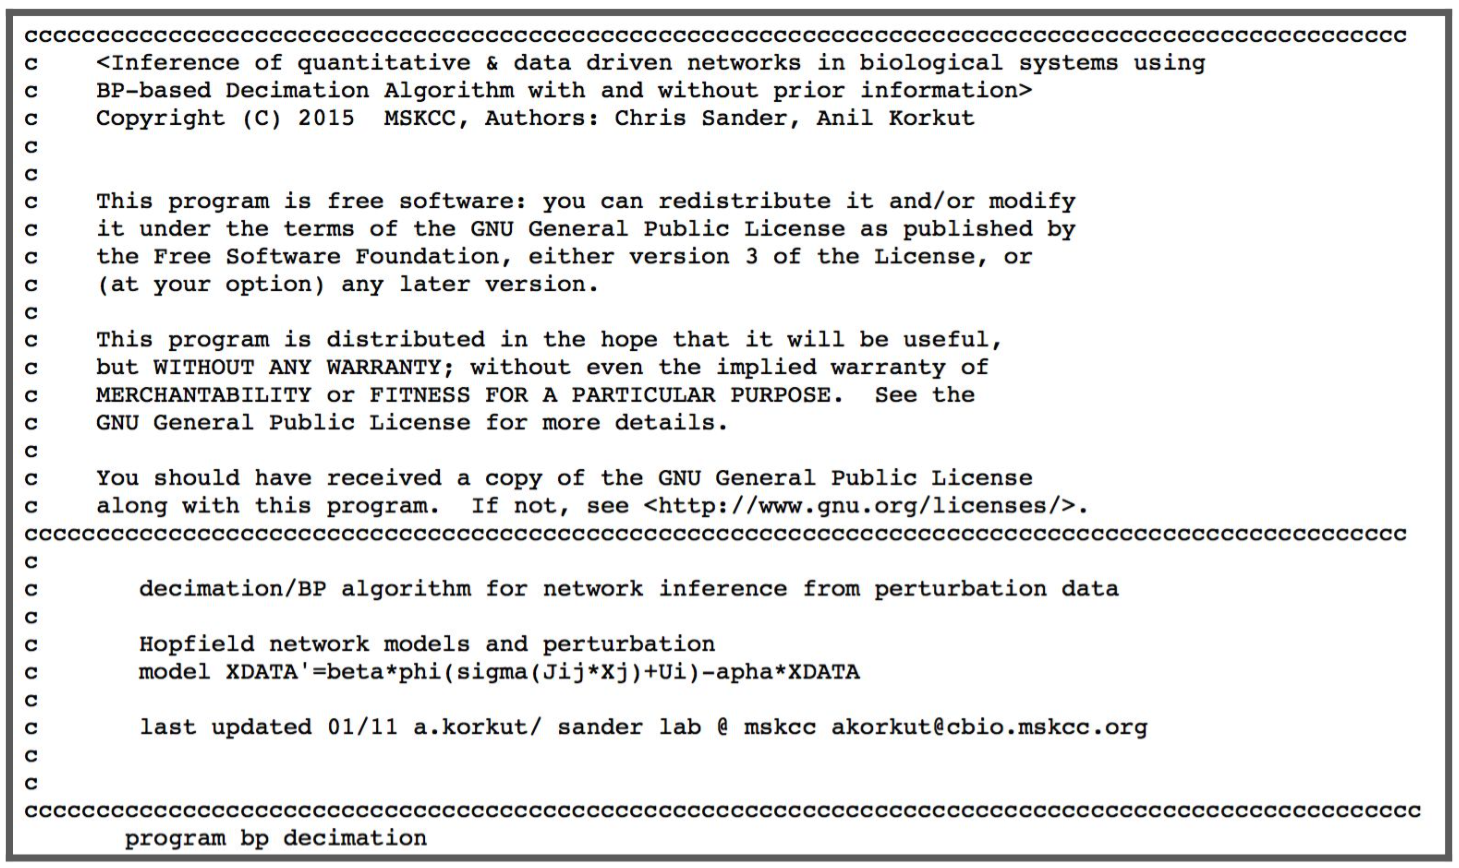 cccccccccccccccccccccccccccccccccccccccccccccccccccccccccccccccccccccccccccccccccccccccccccccccc
c    <Inference of quantitative & data driven networks in biological systems using
c    BP-based Decimation Algorithm with and without prior information>
c    Copyright (C) 2015  MSKCC, Authors: Chris Sander, Anil Korkut
c
c
c    This program is free software: you can redistribute it and/or modify
c    it under the terms of the GNU General Public License as published by
c    the Free Software Foundation, either version 3 of the License, or
c    (at your option) any later version.
c
c    This program is distributed in the hope that it will be useful,
c    but WITHOUT ANY WARRANTY; without even the implied warranty of
c    MERCHANTABILITY or FITNESS FOR A PARTICULAR PURPOSE.  See the
c    GNU General Public License for more details.
c
c    You should have received a copy of the GNU General Public License
c    along with this program.  If not, see <http://www.gnu.org/licenses/>.
cccccccccccccccccccccccccccccccccccccccccccccccccccccccccccccccccccccccccccccccccccccccccccccccc
c
c       decimation/BP algorithm for network inference from perturbation data
c
c       Hopfield network models and perturbation
c       model XDATA'=beta*phi(sigma(Jij*Xj)+Ui)-apha*XDATA
c
c       last updated 01/11 a.korkut/ sander lab @ mskcc akorkut@cbio.mskcc.org
c
c
ccccccccccccccccccccccccccccccccccccccccccccccccccccccccccccccccccccccccccccccccccccccccccccccccc
       program bp decimation